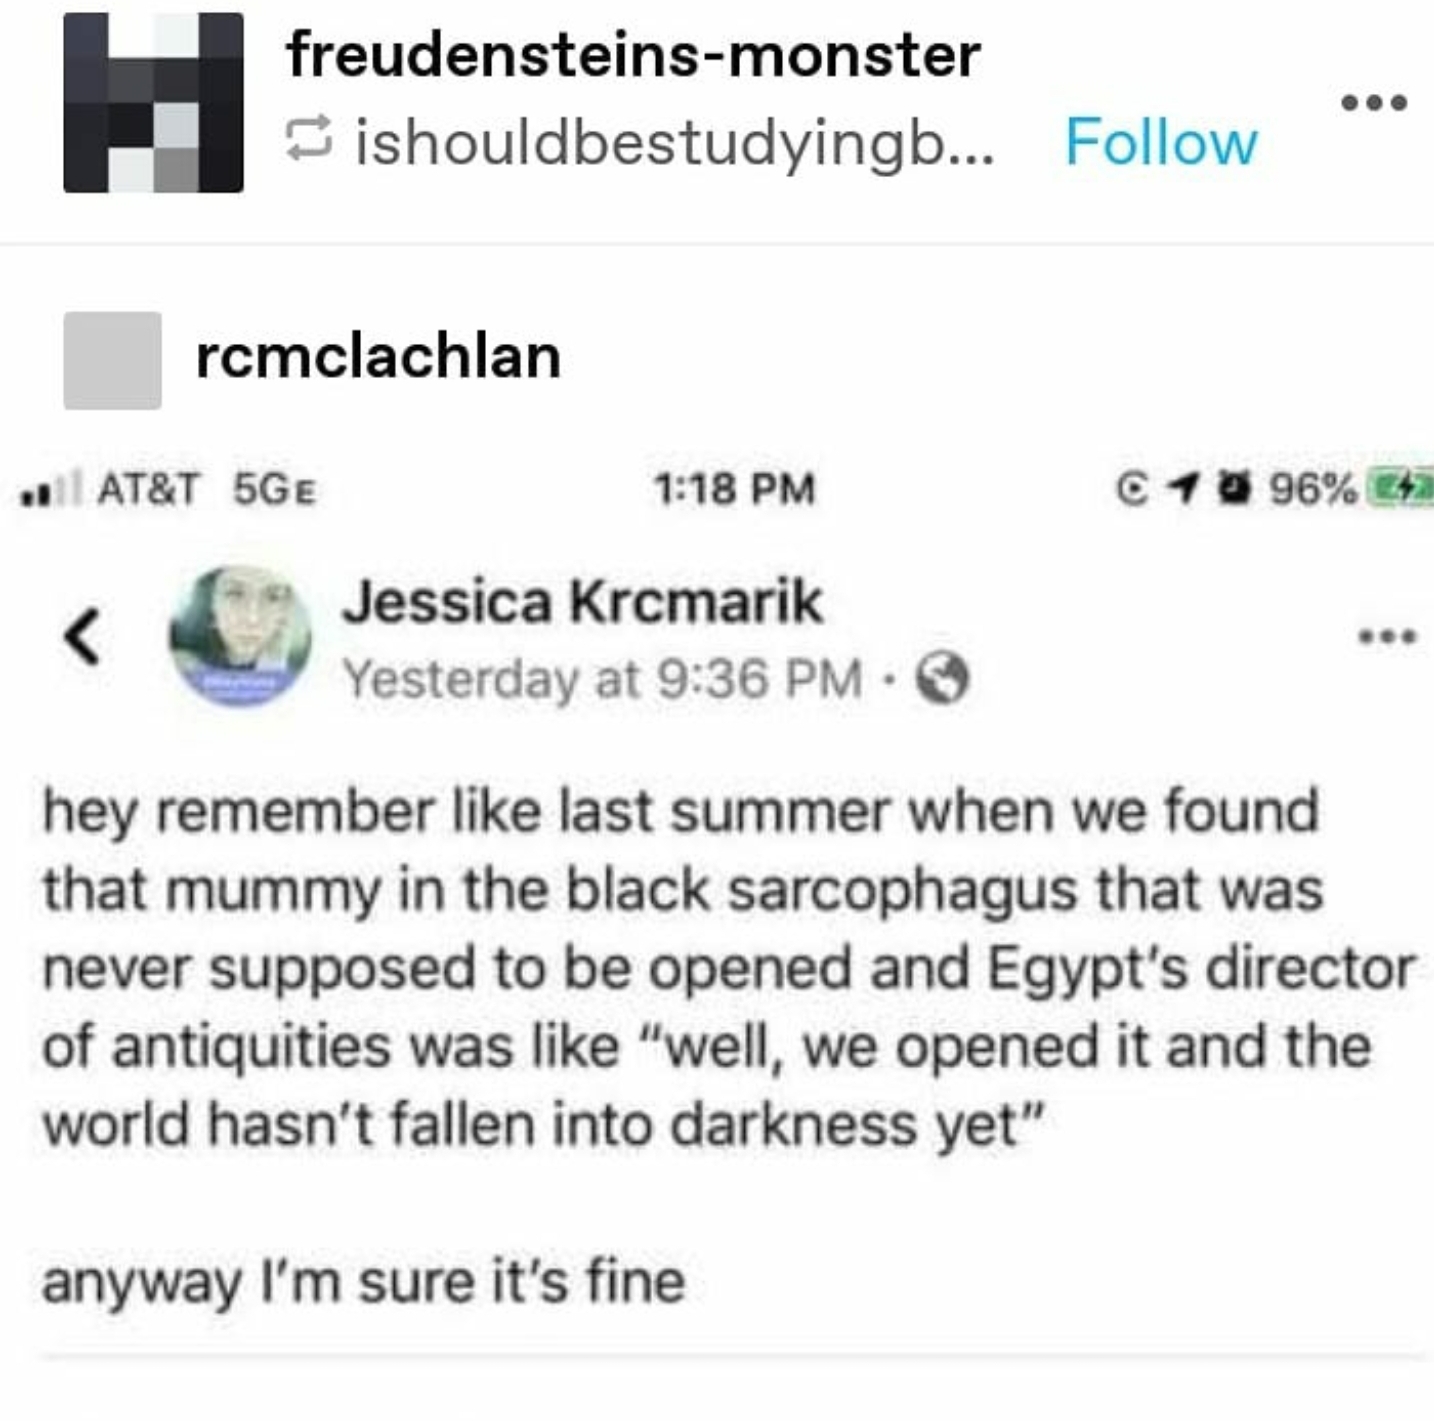 freudensteins-monster
ishouldbestudyingb... Follow
rcmclachlan
AT&T 5GE 1:18 PM 96%
Jessica Krcmarik
Yesterday at 9:36 PM ·
hey remember like last summer when we found
that mummy in the black sarcophagus that was
never supposed to be opened and Egypt's director
of antiquities was like "well, we opened it and the
world hasn't fallen into darkness yet"
anyway I'm sure it's fine